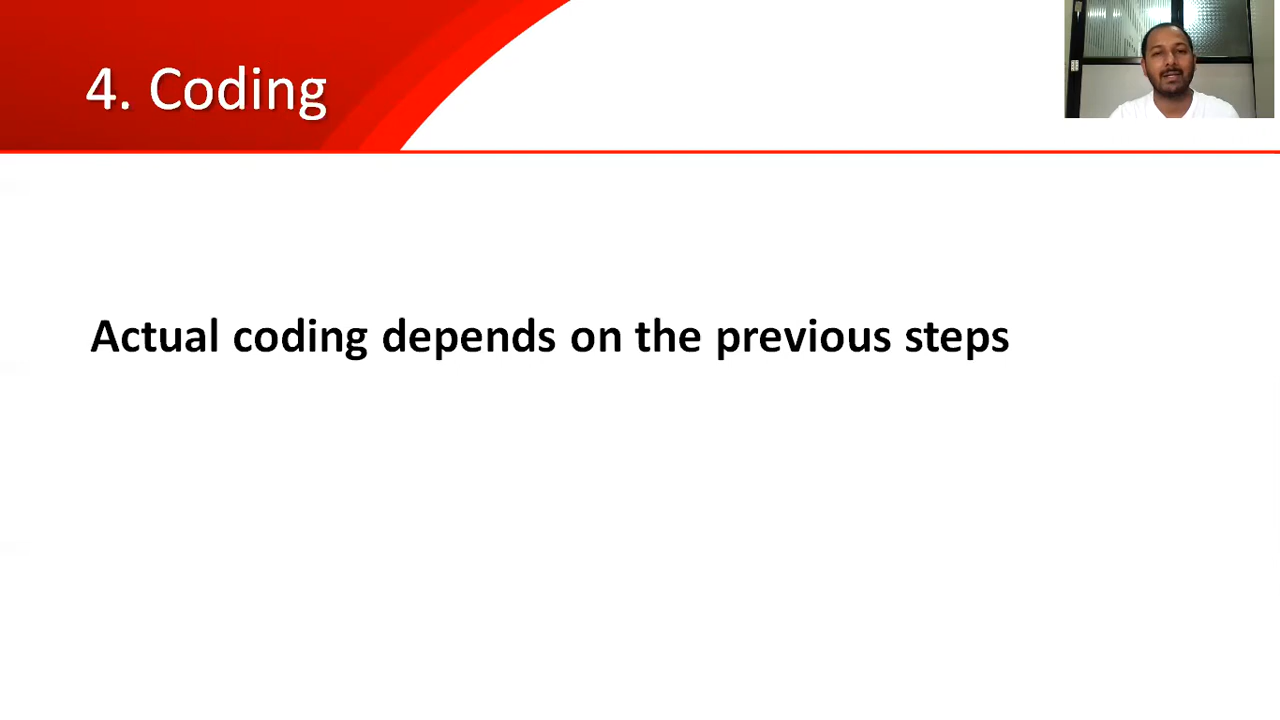 4. Coding
Actual coding depends on the previous steps